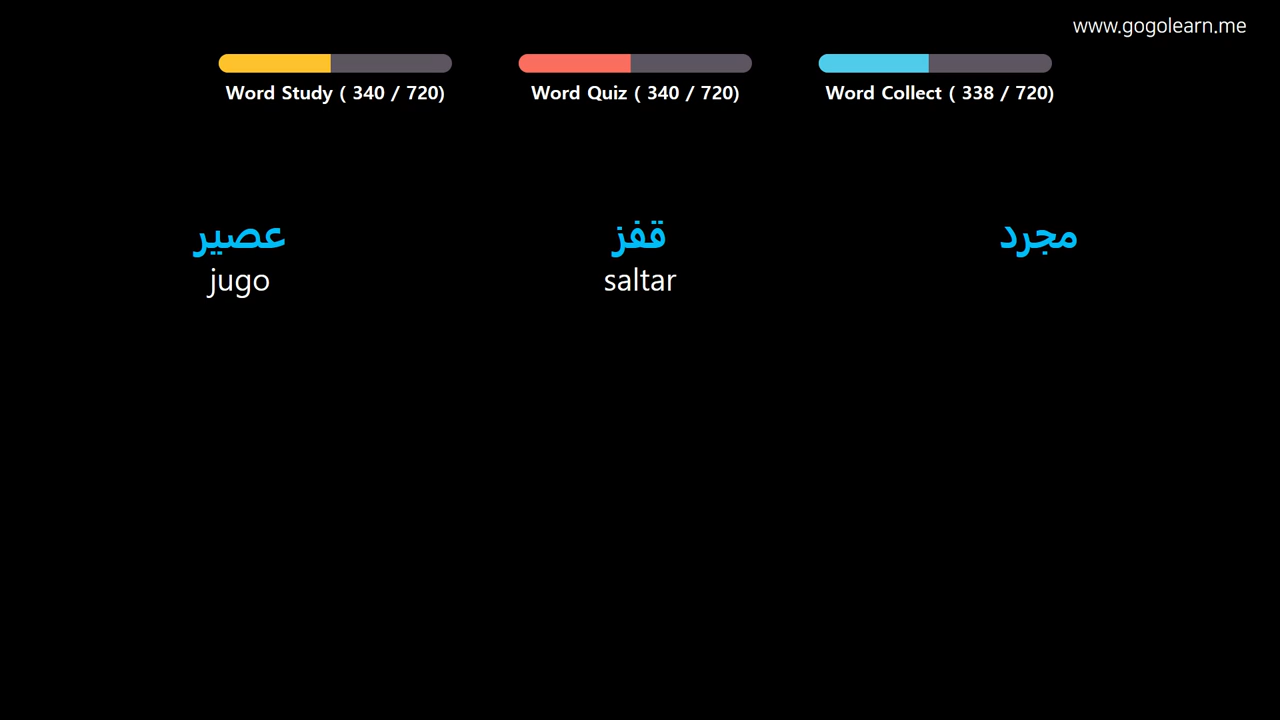 www.gogolearn.me
Word Study ( 340 / 720)
Word Quiz ( 340 / 720)
Word Collect ( 338 / 720)
عصير
jugo
قفز
saltar
مجرد